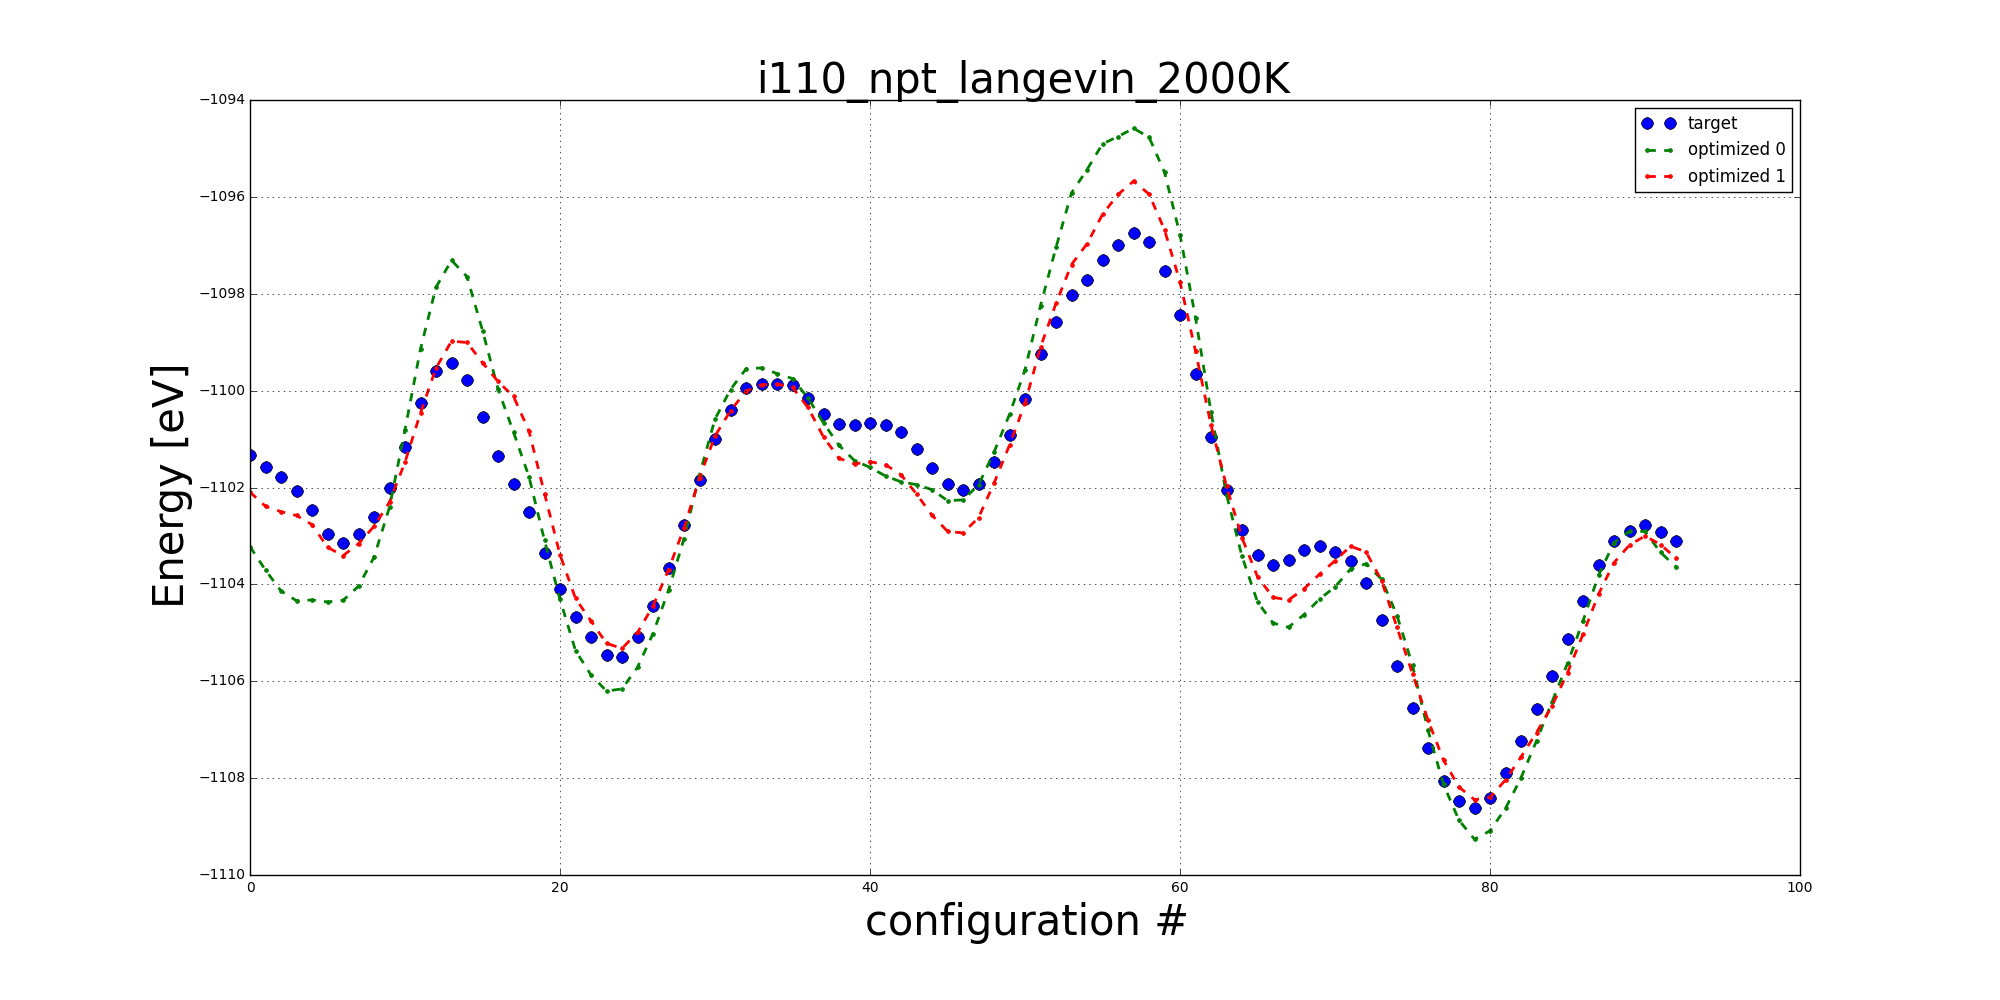 i110_npt_langevin_2000K
−1094
−1096
−1098
−1100
−1102
−1104
−1106
−1108
−1110
Energy [eV]
target
optimized 0
optimized 1
0 20 40 60 80 100
configuration #